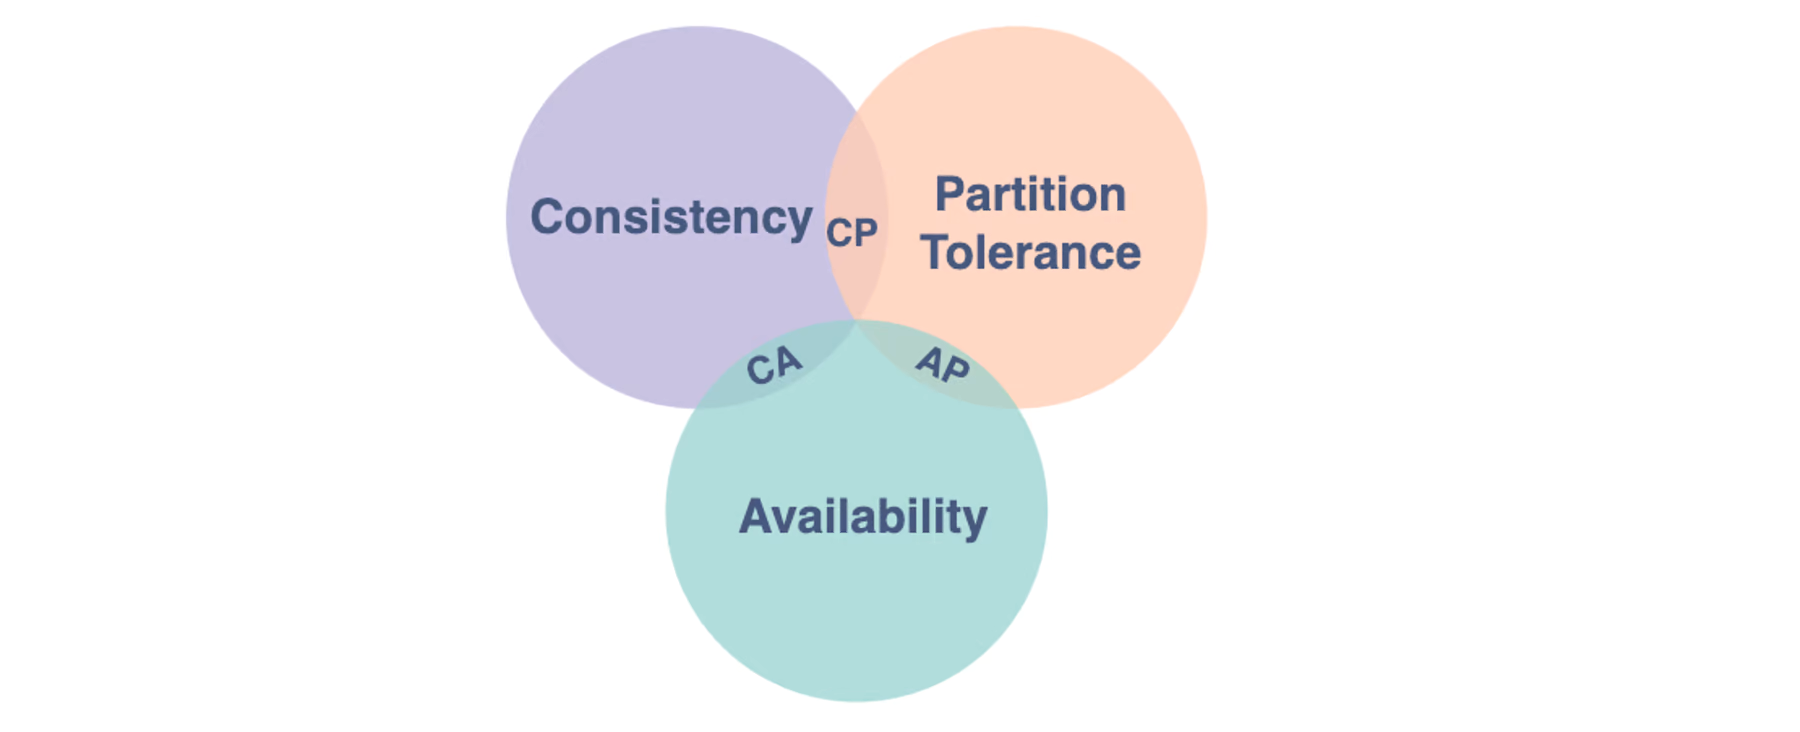 Consistency
CP
Partition
Tolerance
CA
AP
Availability